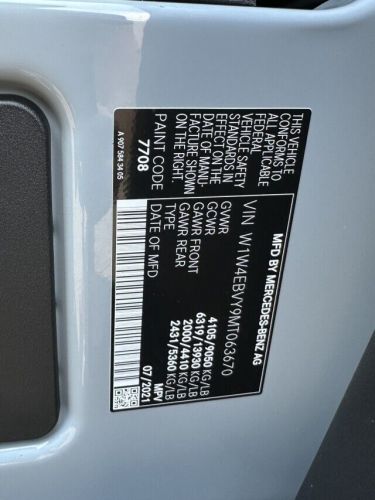 MFD BY MERCEDES-BENZ AG
VIN W1W4EBVY9MT063670
GVWR 4105/9050 KG/LB
GCWR 6319/13930 KG/LB
GAWR FRONT 2000/4410 KG/LB
GAWR REAR 2431/5360 KG/LB
TYPE MPV
DATE OF MFD 07/2021
THIS VEHICLE
CONFORMS TO
ALL APPLICABLE
FEDERAL
VEHICLE SAFETY
STANDARDS
IN EFFECT ON THE
DATE OF MANU-
FACTURE SHOWN
ON THE RIGHT.
PAINT CODE
7708
A 907 584 34 05